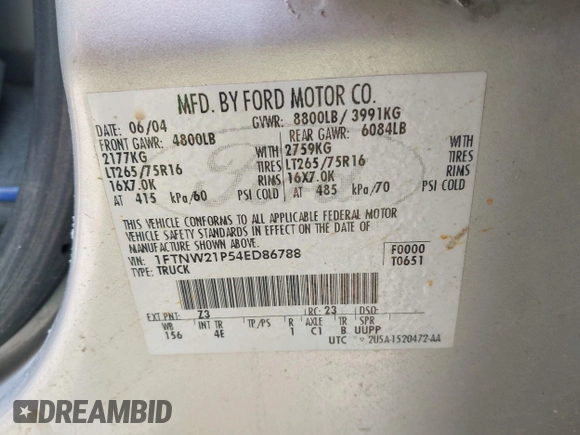 MFD. BY FORD MOTOR CO.
DATE: 06/04 GVWR: 8800LB/ 3991KG
FRONT GAWR: 4800LB REAR GAWR: 6084LB
2177KG WITH 2759KG WITH
LT265/75R16 TIRES LT265/75R16 TIRES
16X7.0K RIMS 16X7.0K RIMS
AT 415 kPa/60 PSI COLD AT 485 kPa/70 PSI COLD
THIS VEHICLE CONFORMS TO ALL APPLICABLE FEDERAL MOTOR
VEHICLE SAFETY STANDARDS IN EFFECT ON THE DATE OF
MANUFACTURE SHOWN ABOVE.
VIN: 1FTNW21P54ED86788 F0000
TYPE: TRUCK T0651
EXT PNT: Z3 RC: 23 DSO:
WB INT TR TP/PS R AXLE TR SPR
156 4E 1 C1 B UUPP
UTC 2U5A-1520472-AA
Ford
DREAMBID